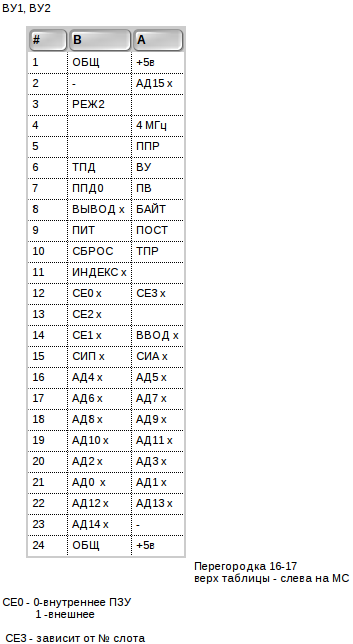 ВУ1, ВУ2
# В А
1 ОБЩ +5в
2 - АД15 х
3 РЕЖ2
4 4 МГц
5 ППР
6 ТПД ВУ
7 ППД0 ПВ
8 ВЫВОД х БАЙТ
9 ПИТ ПОСТ
10 СБРОС ТПР
11 ИНДЕКС х
12 СЕ0 х СЕ3 х
13 СЕ2 х
14 СЕ1 х ВВОД х
15 СИП х СИА х
16 АД4 х АД5 х
17 АД6 х АД7 х
18 АД8 х АД9 х
19 АД10 х АД11 х
20 АД2 х АД3 х
21 АД0 х АД1 х
22 АД12 х АД13 х
23 АД14 х -
24 ОБЩ +5в
Перегородка 16-17
верх таблицы - слева на МС
СЕ0 - 0-внутреннее ПЗУ
1 -внешнее
СЕ3 - зависит от № слота